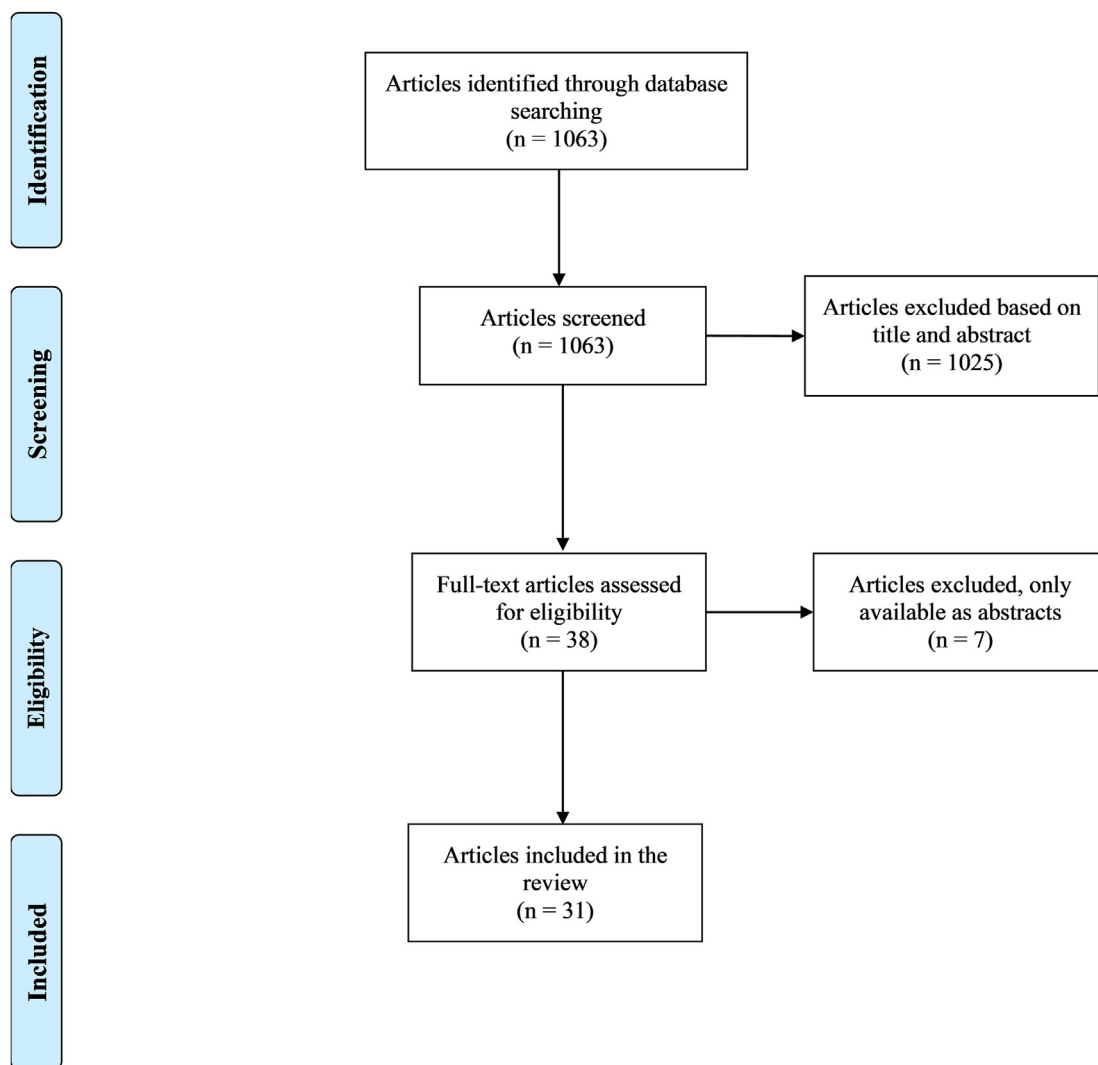 Identification
Articles identified through database
searching
(n = 1063)
Screening
Articles screened
(n = 1063)
Articles excluded based on
title and abstract
(n = 1025)
Eligibility
Full-text articles assessed
for eligibility
(n = 38)
Articles excluded, only
available as abstracts
(n = 7)
Included
Articles included in the
review
(n = 31)